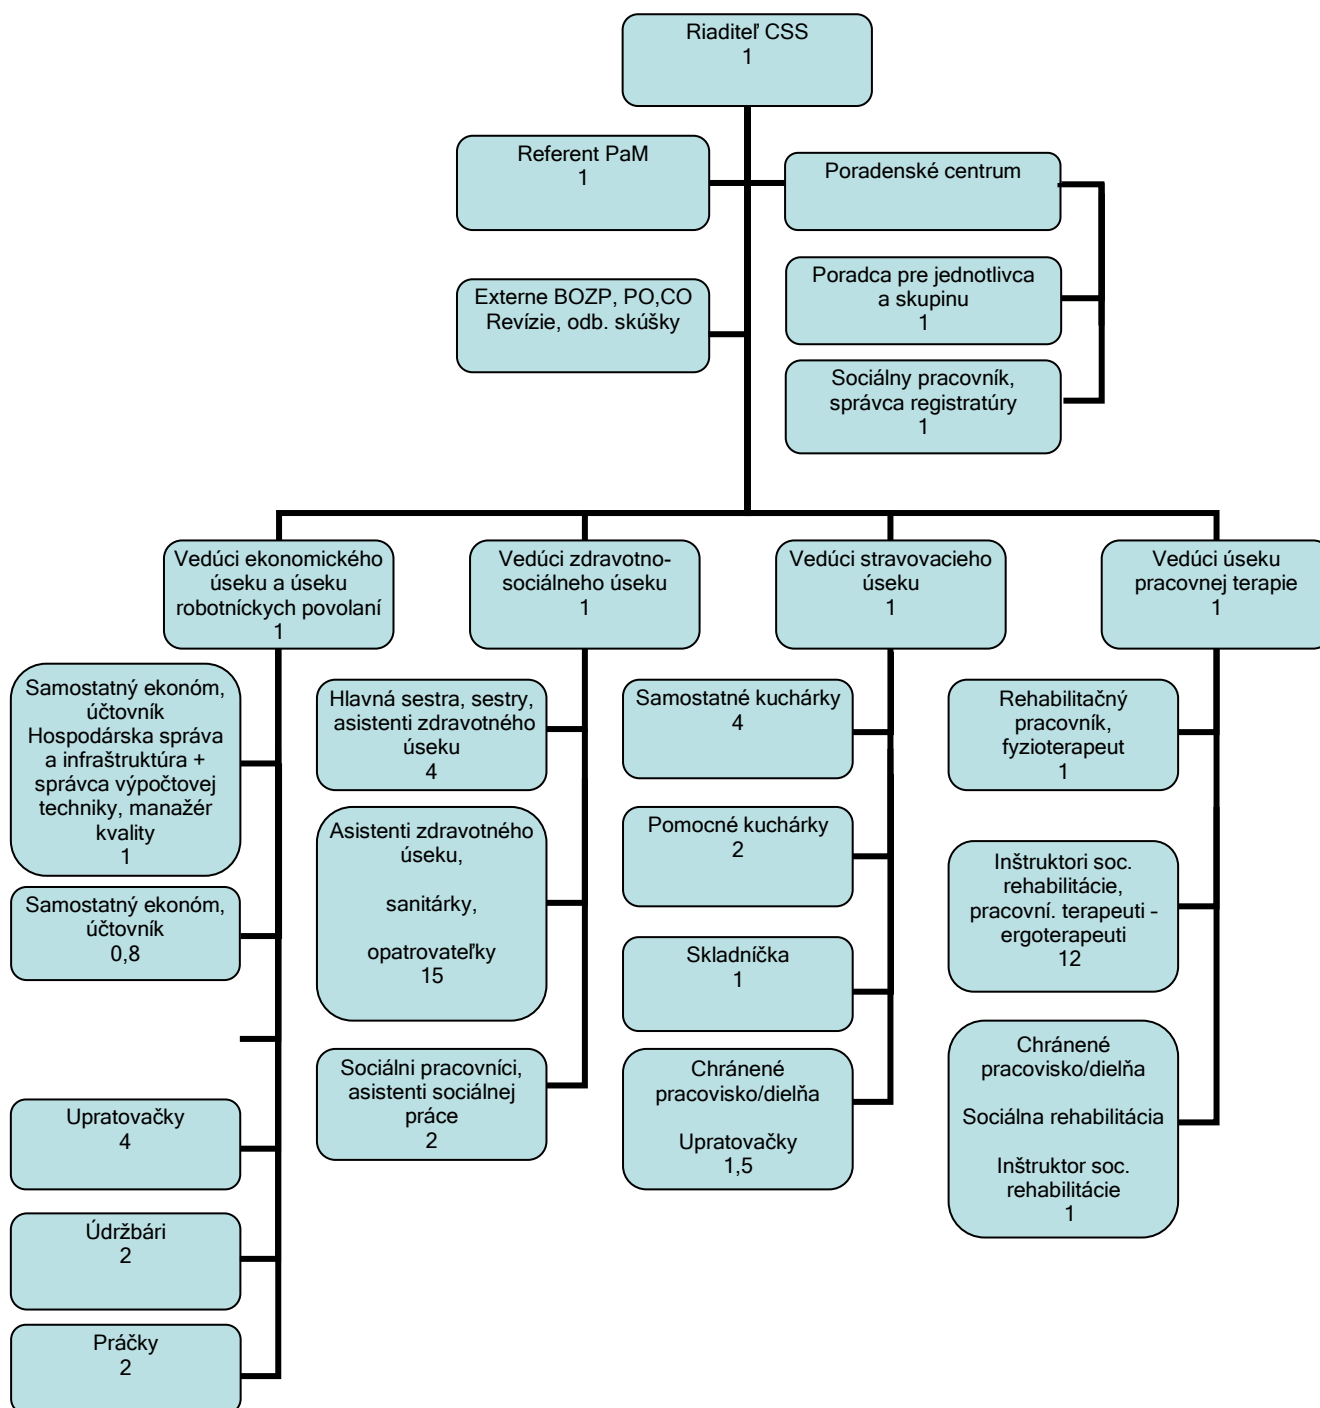 Riaditeľ CSS
1
Referent PaM
1
Poradenské centrum
Externe BOZP, PO,CO
Revízie, odb. skúšky
Poradca pre jednotlivca
a skupinu
1
Sociálny pracovník,
správca registratúry
1
Vedúci ekonomického
úseku a úseku
robotníckych povolaní
1
Vedúci zdravotno-
sociálneho úseku
1
Vedúci stravovacieho
úseku
1
Vedúci úseku
pracovnej terapie
1
Samostatný ekonóm,
účtovník
Hospodárska správa
a infraštruktúra +
správca výpočtovej
techniky, manažér
kvality
1
Samostatný ekonóm,
účtovník
0,8
Upratovačky
4
Údržbári
2
Práčky
2
Hlavná sestra, sestry,
asistenti zdravotného
úseku
4
Asistenti zdravotného
úseku,
sanitárky,
opatrovateľky
15
Sociálni pracovníci,
asistenti sociálnej
práce
2
Samostatné kuchárky
4
Pomocné kuchárky
2
Skladníčka
1
Chránené
pracovisko/dielňa
Upratovačky
1,5
Rehabilitačný
pracovník,
fyzioterapeut
1
Inštruktori soc.
rehabilitácie,
pracovní. terapeuti –
ergoterapeuti
12
Chránené
pracovisko/dielňa
Sociálna rehabilitácia
Inštruktor soc.
rehabilitácie
1